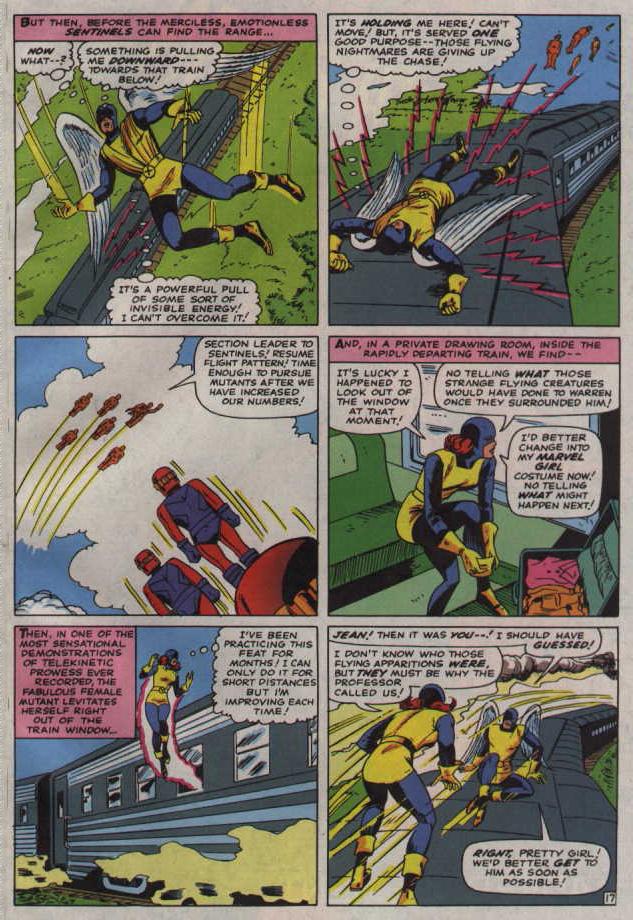 BUT THEN, BEFORE THE MERCILESS, EMOTIONLESS
SENTINELS CAN FIND THE RANGE...
NOW
WHAT--?
SOMETHING IS PULLING
ME DOWNWARD---
TOWARDS THAT TRAIN
BELOW!
IT'S A POWERFUL PULL
OF SOME SORT OF
INVISIBLE ENERGY!
I CAN'T OVERCOME IT!
IT'S HOLDING ME HERE! CAN'T
MOVE! BUT, IT'S SERVED ONE
GOOD PURPOSE--THOSE FLYING
NIGHTMARES ARE GIVING UP
THE CHASE!
SECTION LEADER TO
SENTINELS! RESUME
FLIGHT PATTERN! TIME
ENOUGH TO PURSUE
MUTANTS AFTER WE
HAVE INCREASED
OUR NUMBERS!
AND, IN A PRIVATE DRAWING ROOM, INSIDE THE
RAPIDLY DEPARTING TRAIN, WE FIND--
IT'S LUCKY I
HAPPENED TO
LOOK OUT OF
THE WINDOW
AT THAT
MOMENT!
NO TELLING WHAT THOSE
STRANGE FLYING CREATURES
WOULD HAVE DONE TO WARREN
ONCE THEY SURROUNDED HIM!
I'D BETTER
CHANGE INTO
MY MARVEL
GIRL
COSTUME NOW!
NO TELLING
WHAT MIGHT
HAPPEN NEXT!
THEN, IN ONE OF THE
MOST SENSATIONAL
DEMONSTRATIONS
OF TELEKINETIC
PROWESS EVER
RECORDED, THE
FABULOUS FEMALE
MUTANT LEVITATES
HERSELF RIGHT
OUT OF THE
TRAIN WINDOW...
I'VE BEEN
PRACTICING THIS
FEAT FOR
MONTHS! I CAN
ONLY DO IT FOR
SHORT DISTANCES
BUT I'M
IMPROVING EACH
TIME!
JEAN! THEN IT WAS YOU--! I SHOULD HAVE
GUESSED!
I DON'T KNOW WHO THOSE
FLYING APPARITIONS WERE,
BUT THEY MUST BE WHY THE
PROFESSOR
CALLED US!
RIGHT, PRETTY GIRL!
WE'D BETTER GET TO
HIM AS SOON AS
POSSIBLE!
17